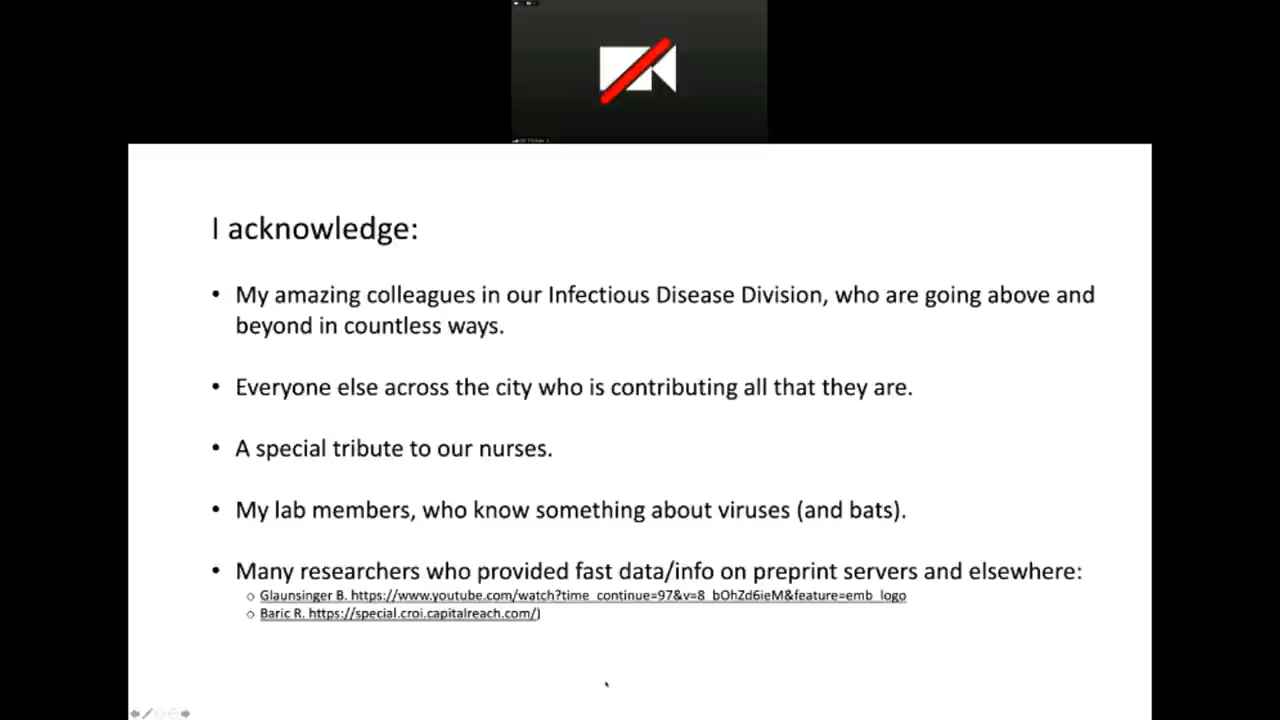 I acknowledge:
• My amazing colleagues in our Infectious Disease Division, who are going above and
beyond in countless ways.
• Everyone else across the city who is contributing all that they are.
• A special tribute to our nurses.
• My lab members, who know something about viruses (and bats).
• Many researchers who provided fast data/info on preprint servers and elsewhere:
○ Glaunsinger B. https://www.youtube.com/watch?time_continue=97&v=8_bOhZd6ieM&feature=emb_logo
○ Baric R. https://special.croi.capitalreach.com/)